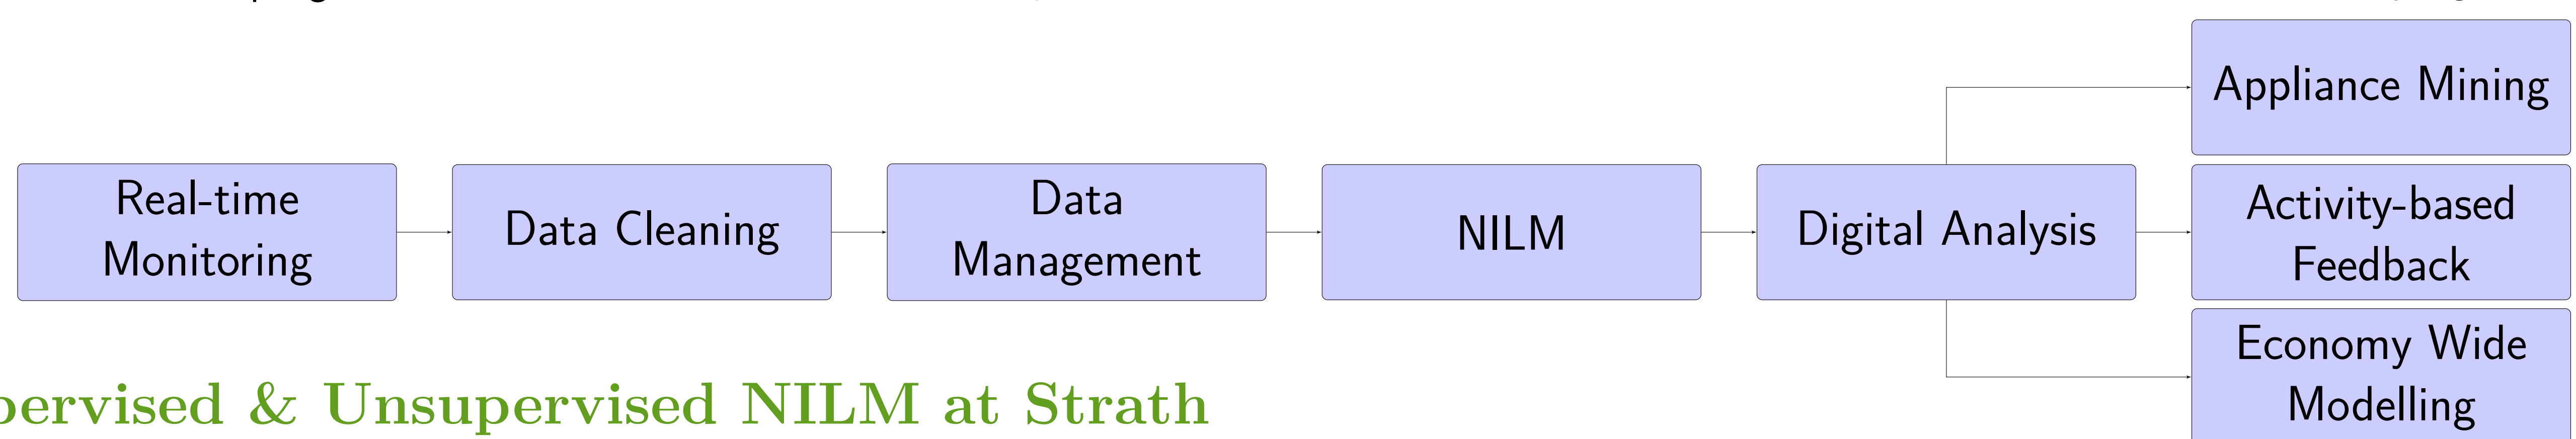 Real-time
Monitoring
Data Cleaning
Data
Management
NILM
Digital Analysis
Appliance Mining
Activity-based
Feedback
Economy Wide
Modelling
& Unsupervised NILM at Strath